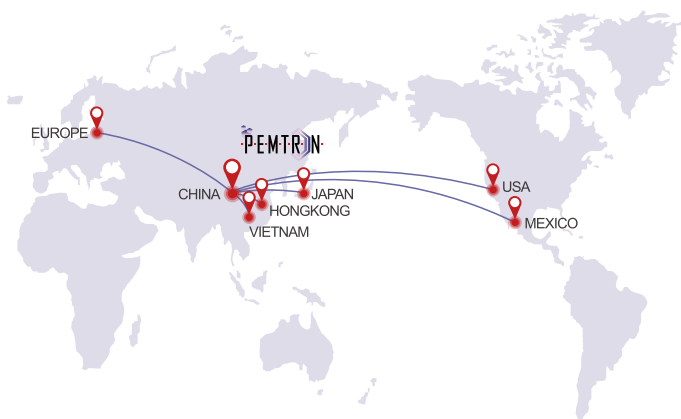 PEMTRON
EUROPE
CHINA
JAPAN
USA
HONGKONG
MEXICO
VIETNAM